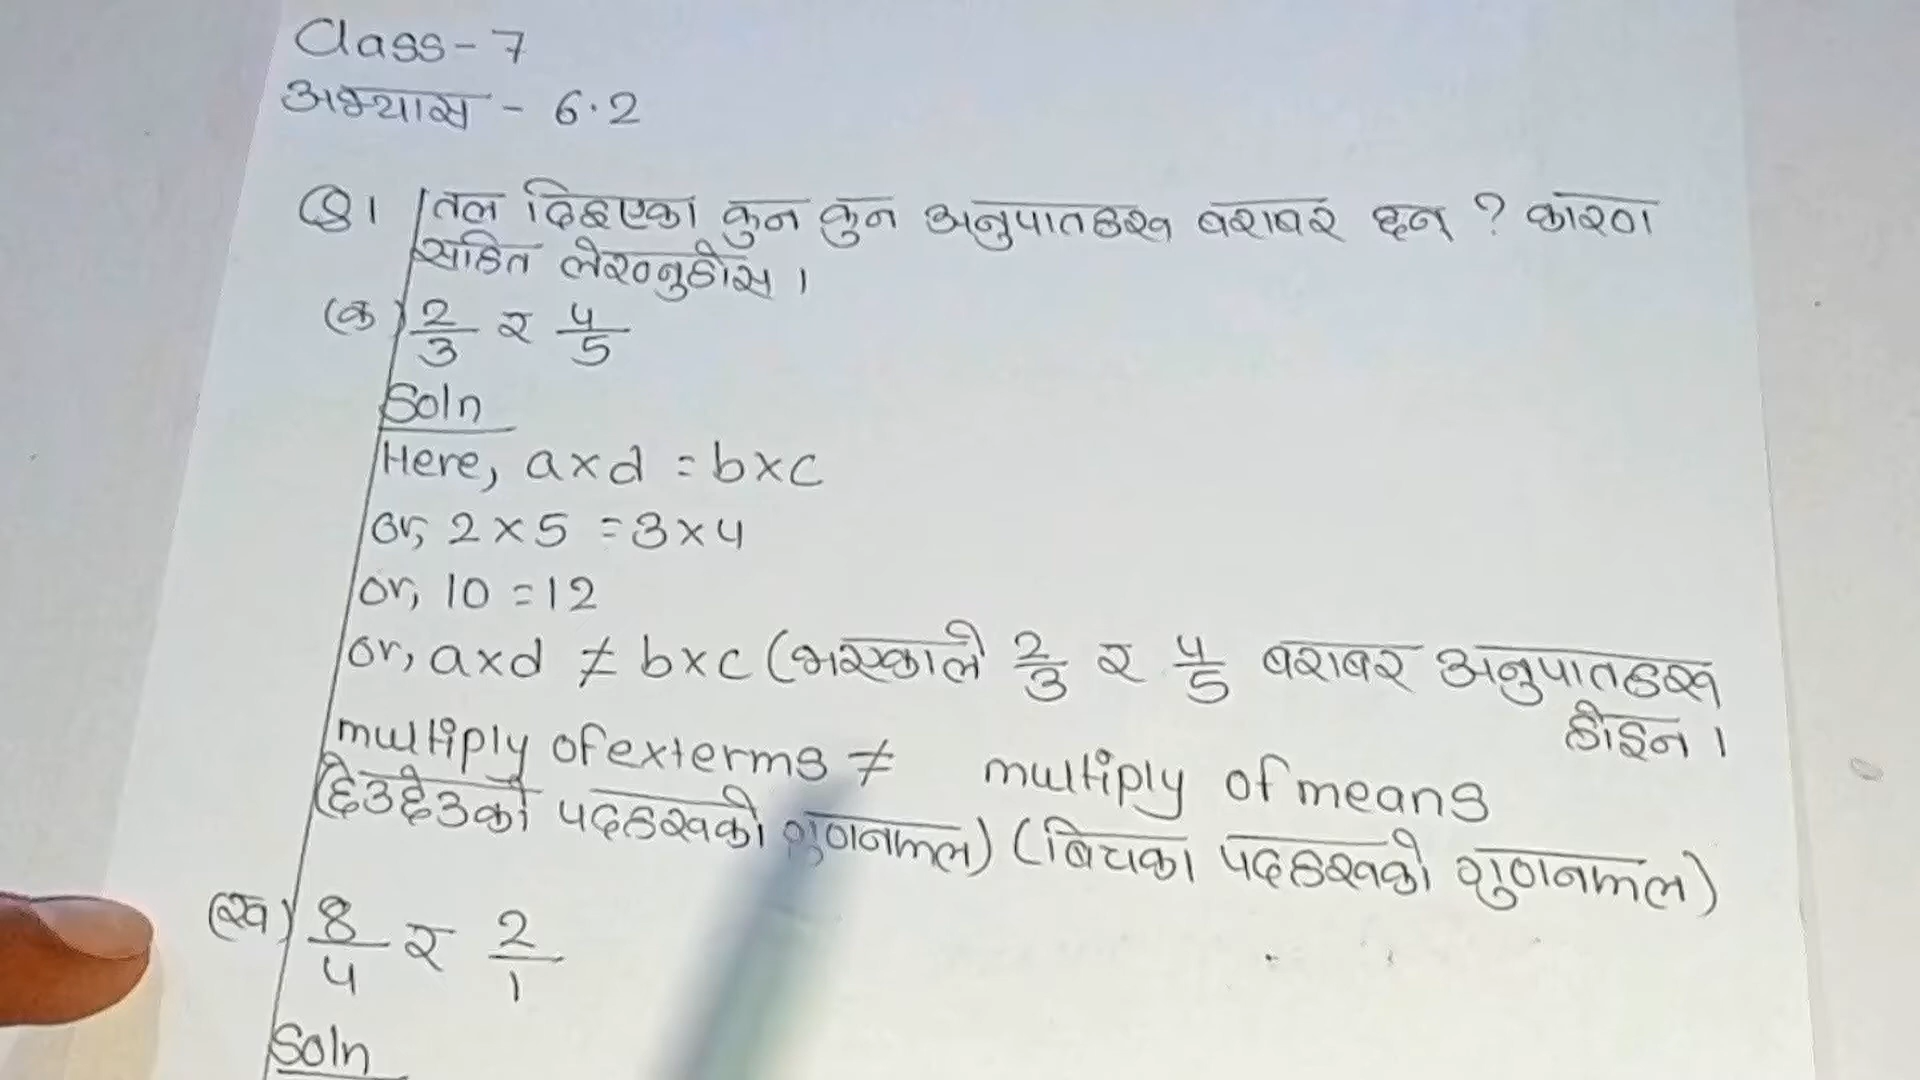 Class - 7
अभ्यास - 6.2
Q1 तल दिइएका कुन कुन अनुपातहरू बराबर छन् ? कारण
सहित लेख्नुहोस ।
(क) 2/3 र 4/5
Soln
Here, a×d = b×c
or, 2×5 = 3×4
or, 10 = 12
or, a×d ≠ b×c (भएकाले 2/3 र 4/5 बराबर अनुपातहरू
होइन ।
multiply of exterms ≠ multiply of means
(छेउछेउको पदहरूको गुणनफल) (बिचका पदहरूको गुणनफल)
(ख) 8/4 र 2/1
Soln